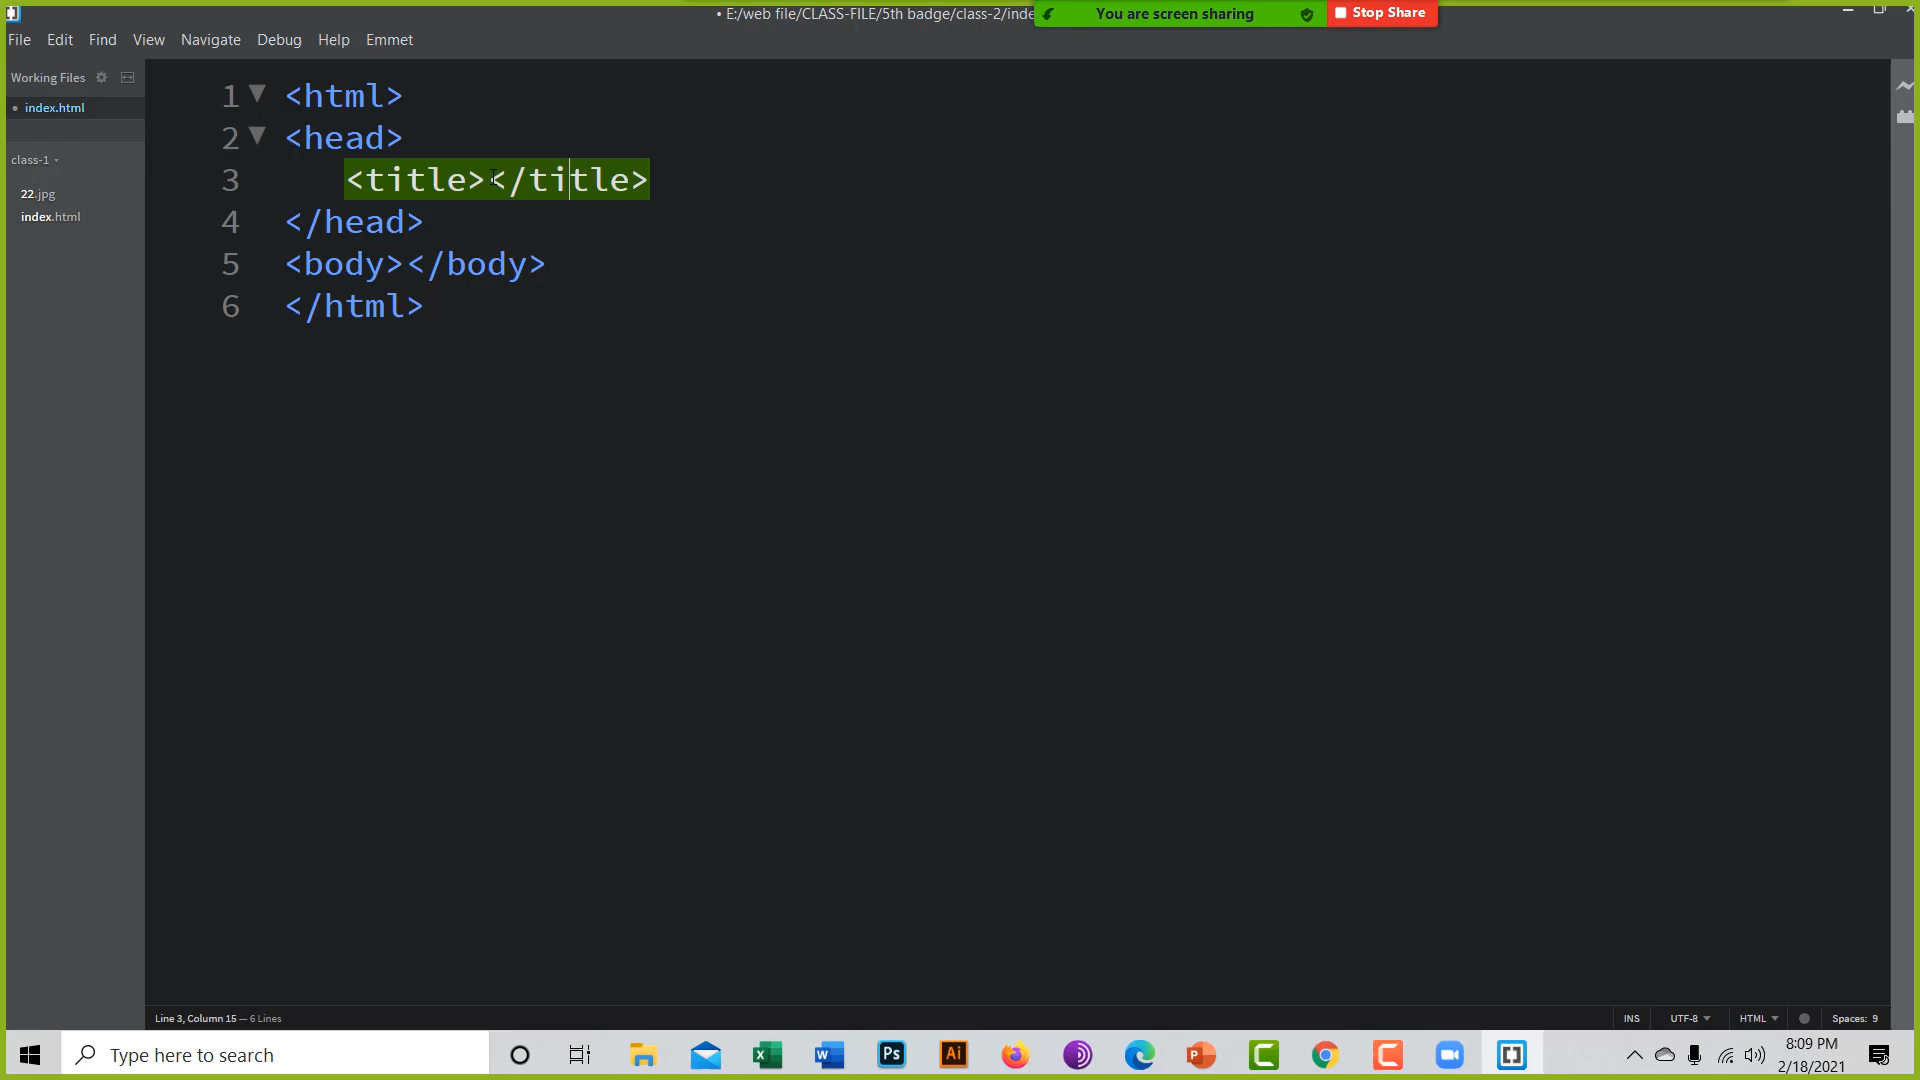 • E:/web file/CLASS-FILE/5th badge/class-2/inde
You are screen sharing
Stop Share
File Edit Find View Navigate Debug Help Emmet
Working Files
• index.html
class-1
22.jpg
index.html
1 <html>
2 <head>
3 <title></title>
4 </head>
5 <body></body>
6 </html>
Line 3, Column 15 — 6 Lines
INS UTF-8 HTML Spaces: 9
Type here to search
Ps
Ai
8:09 PM
2/18/2021